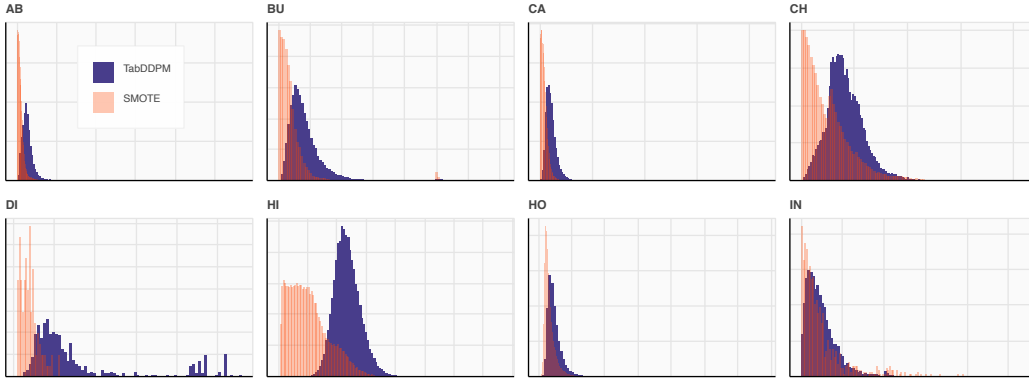 AB
BU
CA
CH
TabDDPM
SMOTE
DI
HI
HO
IN